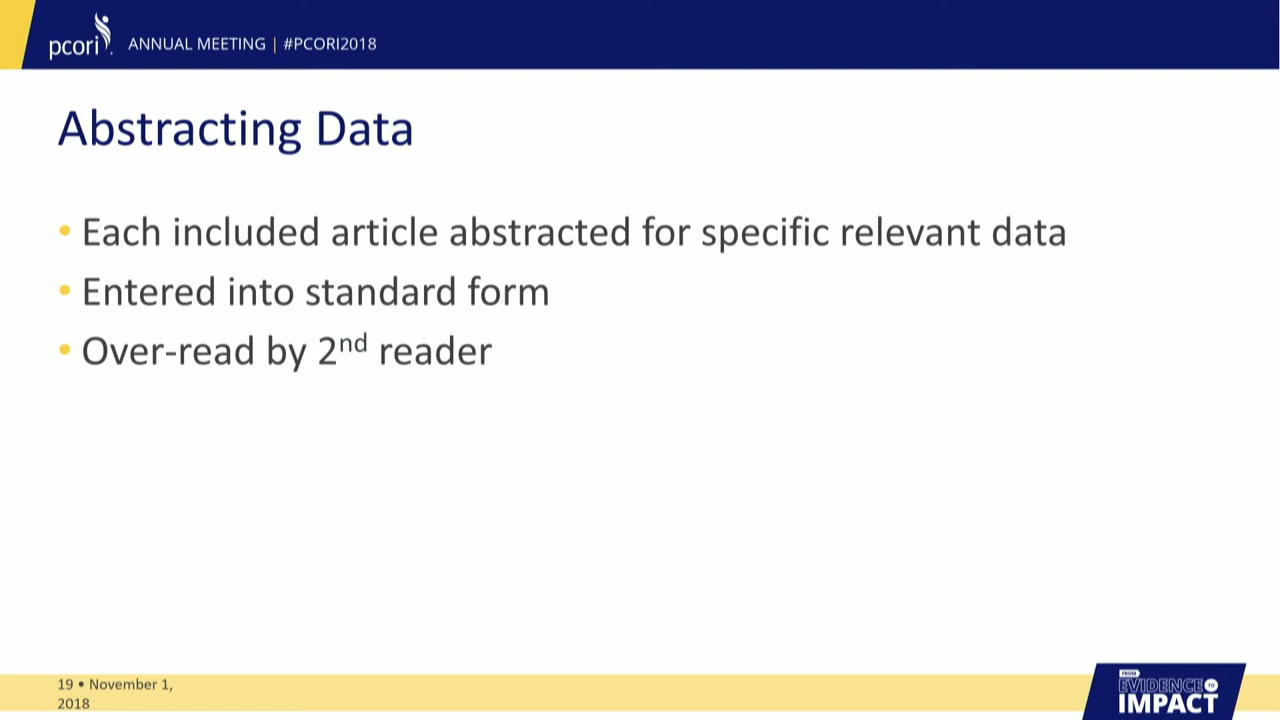 pcori. ANNUAL MEETING | #PCORI2018
Abstracting Data
• Each included article abstracted for specific relevant data
• Entered into standard form
• Over-read by 2nd reader
19 • November 1,
2018
FROM
EVIDENCE TO
IMPACT